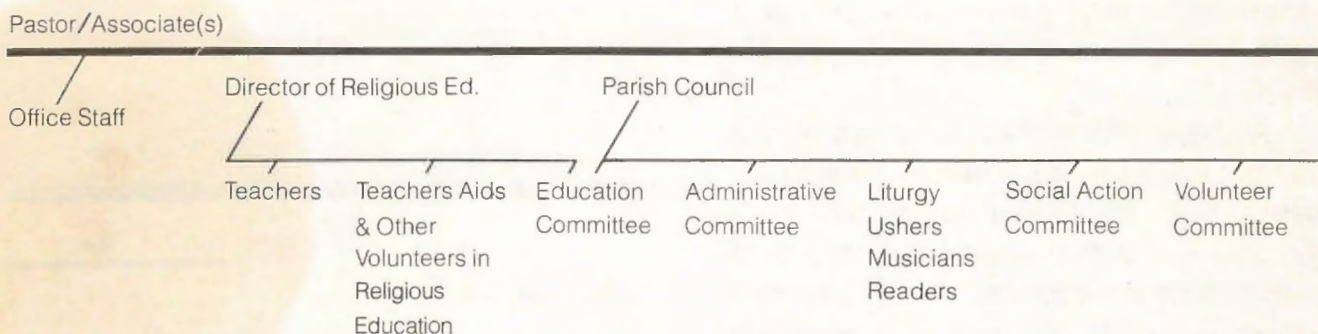 Pastor/Associate(s)
Office Staff
Director of Religious Ed.
Parish Council
Teachers
Teachers Aids
& Other
Volunteers in
Religious
Education
Education
Committee
Administrative
Committee
Liturgy
Ushers
Musicians
Readers
Social Action
Committee
Volunteer
Committee